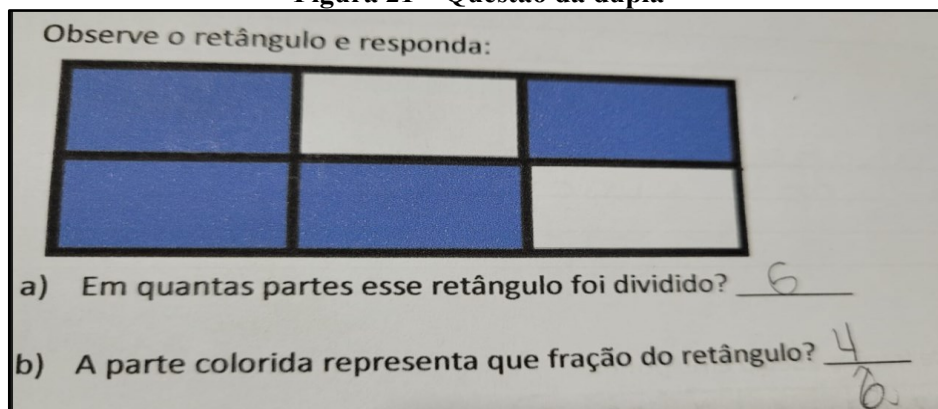 Figura 21 – Questão da dupla
Observe o retângulo e responda:
a) Em quantas partes esse retângulo foi dividido? 6
b) A parte colorida representa que fração do retângulo? 4
6